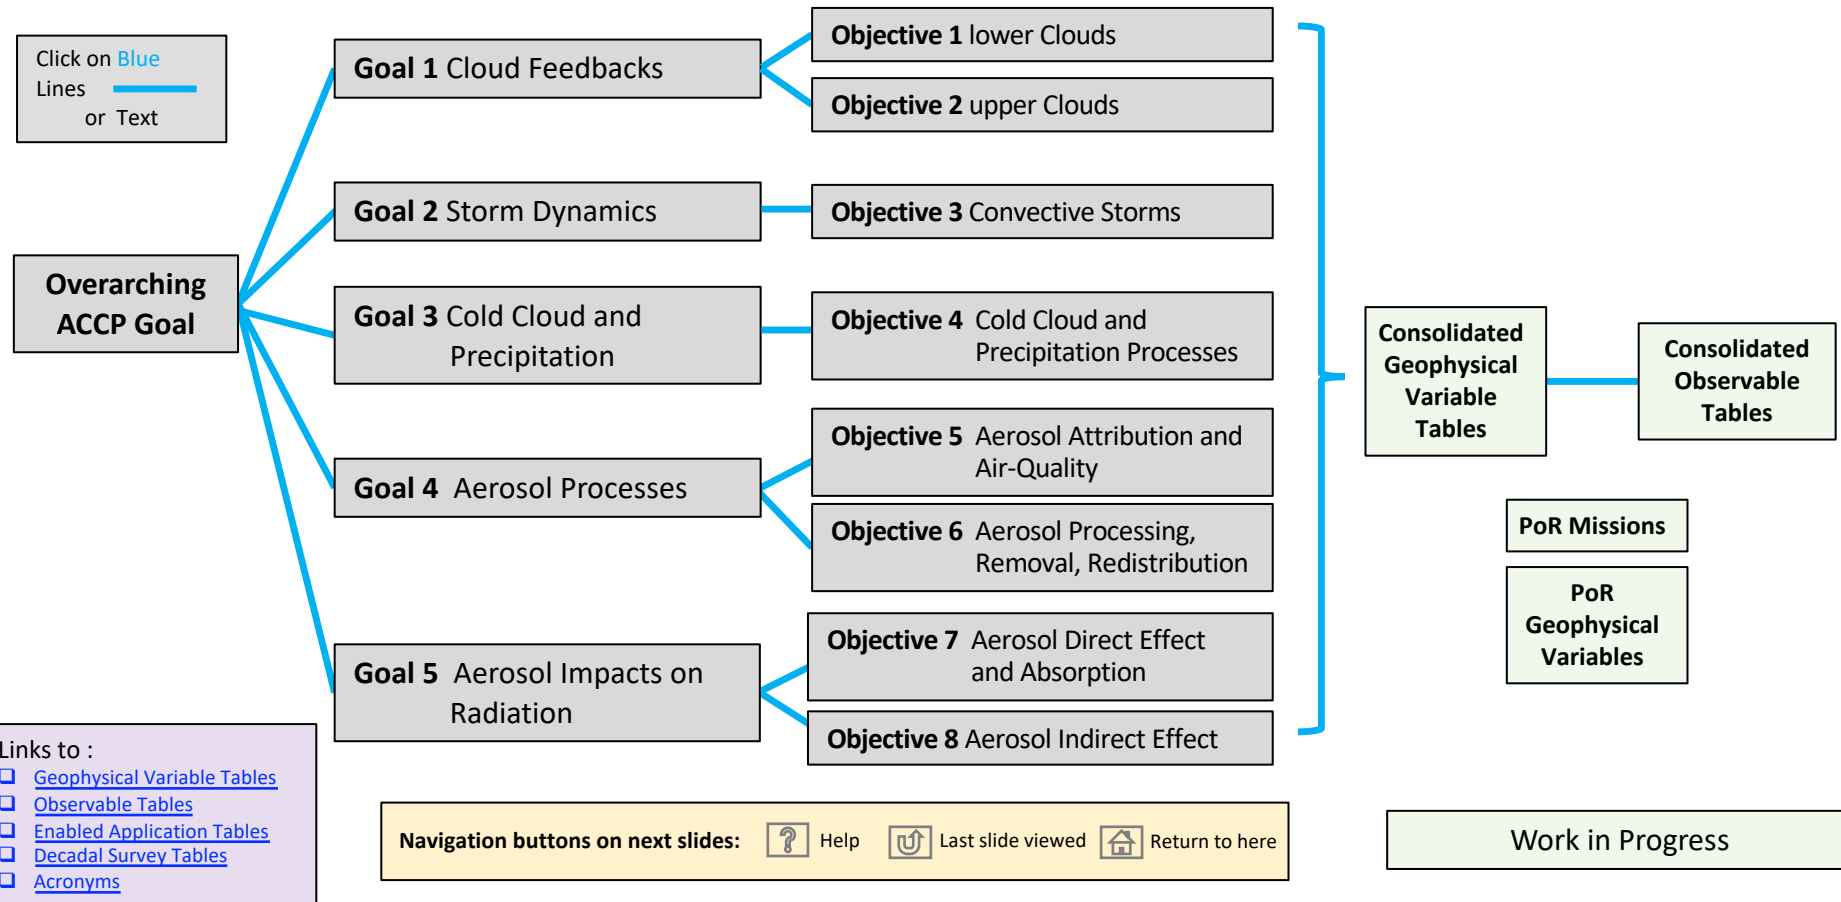 Click on Blue
Lines
or Text
Overarching
ACCP Goal
Goal 1 Cloud Feedbacks
Goal 2 Storm Dynamics
Goal 3 Cold Cloud and
Precipitation
Goal 4 Aerosol Processes
Goal 5 Aerosol Impacts on
Radiation
Objective 1 lower Clouds
Objective 2 upper Clouds
Objective 3 Convective Storms
Objective 4 Cold Cloud and
Precipitation Processes
Objective 5 Aerosol Attribution and
Air-Quality
Objective 6 Aerosol Processing,
Removal, Redistribution
Objective 7 Aerosol Direct Effect
and Absorption
Objective 8 Aerosol Indirect Effect
Consolidated
Geophysical
Variable
Tables
Consolidated
Observable
Tables
PoR Missions
PoR
Geophysical
Variables
Links to :
Geophysical Variable Tables
Observable Tables
Enabled Application Tables
Decadal Survey Tables
Acronyms
Navigation buttons on next slides: ? Help Last slide viewed Return to here
Work in Progress